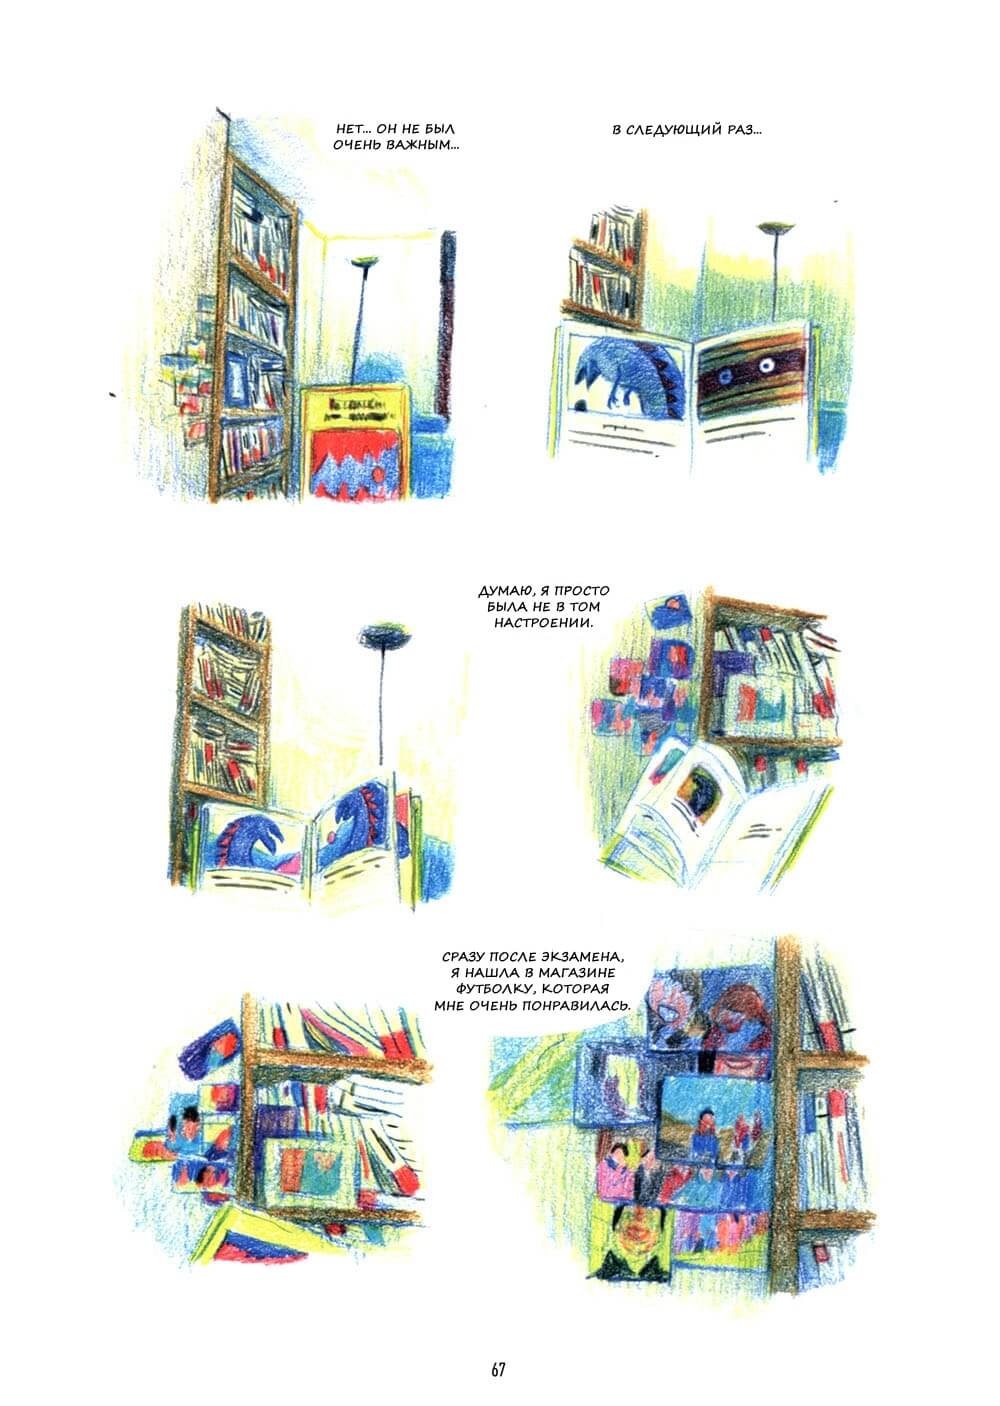 НЕТ... ОН НЕ БЫЛ
ОЧЕНЬ ВАЖНЫМ...
В СЛЕДУЮЩИЙ РАЗ...
ДУМАЮ, Я ПРОСТО
БЫЛА НЕ В ТОМ
НАСТРОЕНИИ.
СРАЗУ ПОСЛЕ ЭКЗАМЕНА,
Я НАШЛА В МАГАЗИНЕ
ФУТБОЛКУ, КОТОРАЯ
МНЕ ОЧЕНЬ ПОНРАВИЛАСЬ.
67